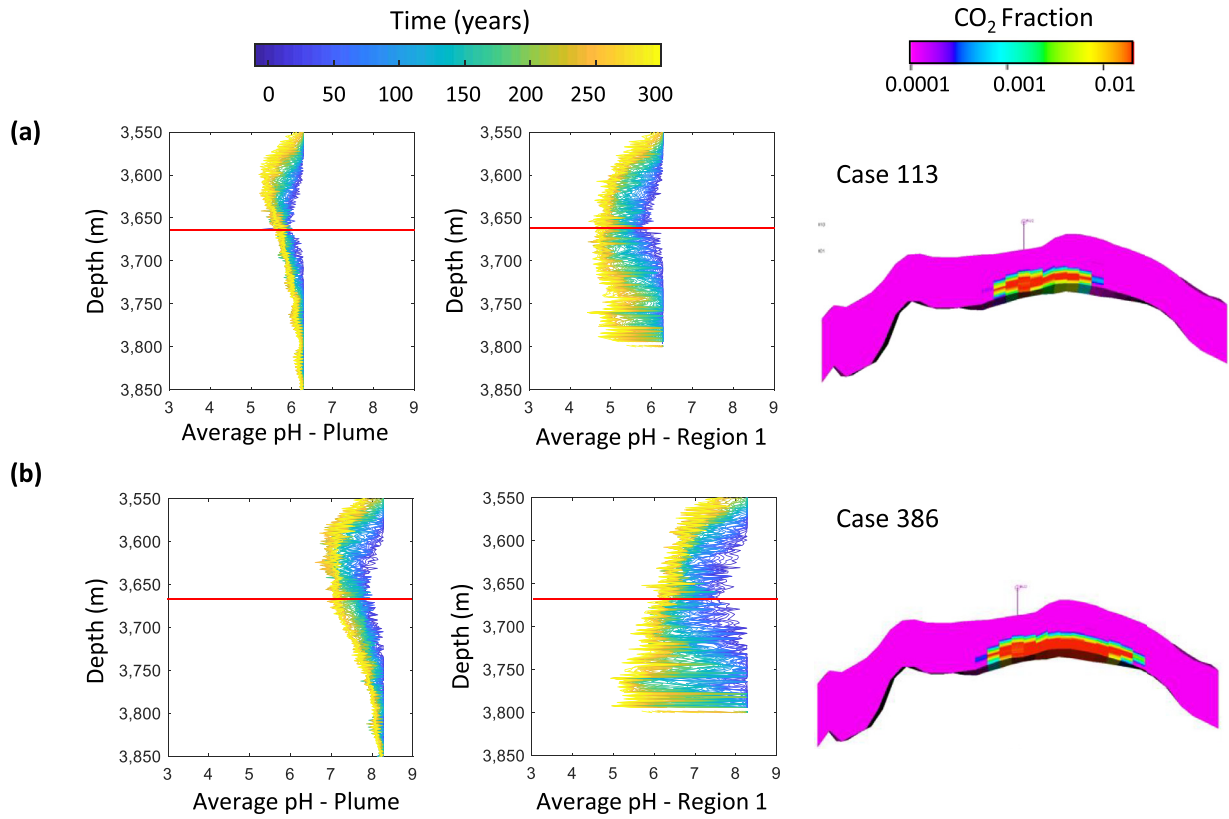 Time (years)
0 50 100 150 200 250 300
CO2 Fraction
0.0001 0.001 0.01
(a)
Depth (m)
3,550
3,600
3,650
3,700
3,750
3,800
3,850
3 4 5 6 7 8 9
Average pH - Plume
Depth (m)
3,550
3,600
3,650
3,700
3,750
3,800
3,850
3 4 5 6 7 8 9
Average pH - Region 1
Case 113
(b)
Depth (m)
3,550
3,600
3,650
3,700
3,750
3,800
3,850
3 4 5 6 7 8 9
Average pH - Plume
Depth (m)
3,550
3,600
3,650
3,700
3,750
3,800
3,850
3 4 5 6 7 8 9
Average pH - Region 1
Case 386